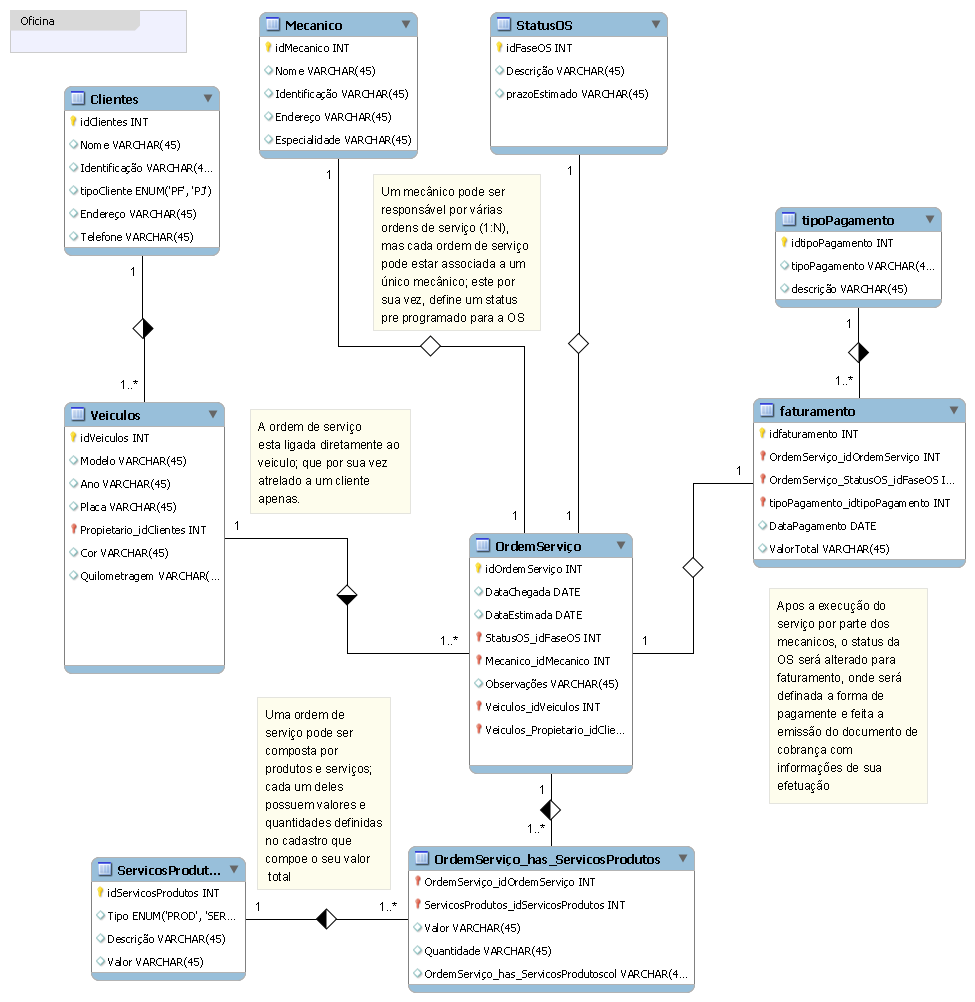 Oficina
Mecanico
idMecanico INT
Nome VARCHAR(45)
Identificação VARCHAR(45)
Endereço VARCHAR(45)
Especialidade VARCHAR(45)
StatusOS
idFaseOS INT
Descrição VARCHAR(45)
prazoEstimado VARCHAR(45)
Clientes
idClientes INT
Nome VARCHAR(45)
Identificação VARCHAR(4...
tipoCliente ENUM('PF', 'PJ')
Endereço VARCHAR(45)
Telefone VARCHAR(45)
1
1..*
1
1
Um mecânico pode ser
responsável por várias
ordens de serviço (1:N),
mas cada ordem de serviço
pode estar associada a um
único mecânico; este por
sua vez, define um status
pre programado para a OS
1
1
tipoPagamento
idtipoPagamento INT
tipoPagamento VARCHAR(4...
descrição VARCHAR(45)
1
1..*
Veiculos
idVeiculos INT
Modelo VARCHAR(45)
Ano VARCHAR(45)
Placa VARCHAR(45)
Propietario_idClientes INT
Cor VARCHAR(45)
Quilometragem VARCHAR(...
A ordem de serviço
esta ligada diretamente ao
veiculo; que por sua vez
atrelado a um cliente
apenas.
1
1..*
faturamento
idfaturamento INT
OrdemServiço_idOrdemServiço INT
OrdemServiço_StatusOS_idFaseOS I...
tipoPagamento_idtipoPagamento INT
DataPagamento DATE
ValorTotal VARCHAR(45)
1
1
OrdemServiço
idOrdemServiço INT
DataChegada DATE
DataEstimada DATE
StatusOS_idFaseOS INT
Mecanico_idMecanico INT
Observações VARCHAR(45)
Veiculos_idVeiculos INT
Veiculos_Propietario_idClie...
Apos a execução do
serviço por parte dos
mecanicos, o status da
OS será alterado para
faturamento, onde será
definada a forma de
pagamente e feita a
emissão do documento de
cobrança com
informações de sua
efetuação
Uma ordem de
serviço pode ser
composta por
produtos e serviços;
cada um deles
possuem valores e
quantidades definidas
no cadastro que
compoe o seu valor
total
1
1..*
ServicosProdut...
idServicosProdutos INT
Tipo ENUM('PROD', 'SER...
Descrição VARCHAR(45)
Valor VARCHAR(45)
1
1..*
OrdemServiço_has_ServicosProdutos
OrdemServiço_idOrdemServiço INT
ServicosProdutos_idServicosProdutos INT
Valor VARCHAR(45)
Quantidade VARCHAR(45)
OrdemServiço_has_ServicosProdutoscol VARCHAR(4...